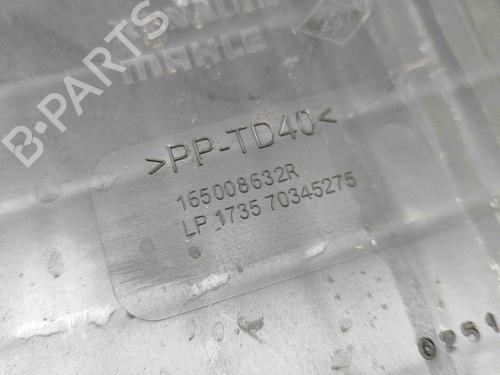 MAHLE
>PP-TD40<
165008632R
LP 1735 70345275
B-PARTS